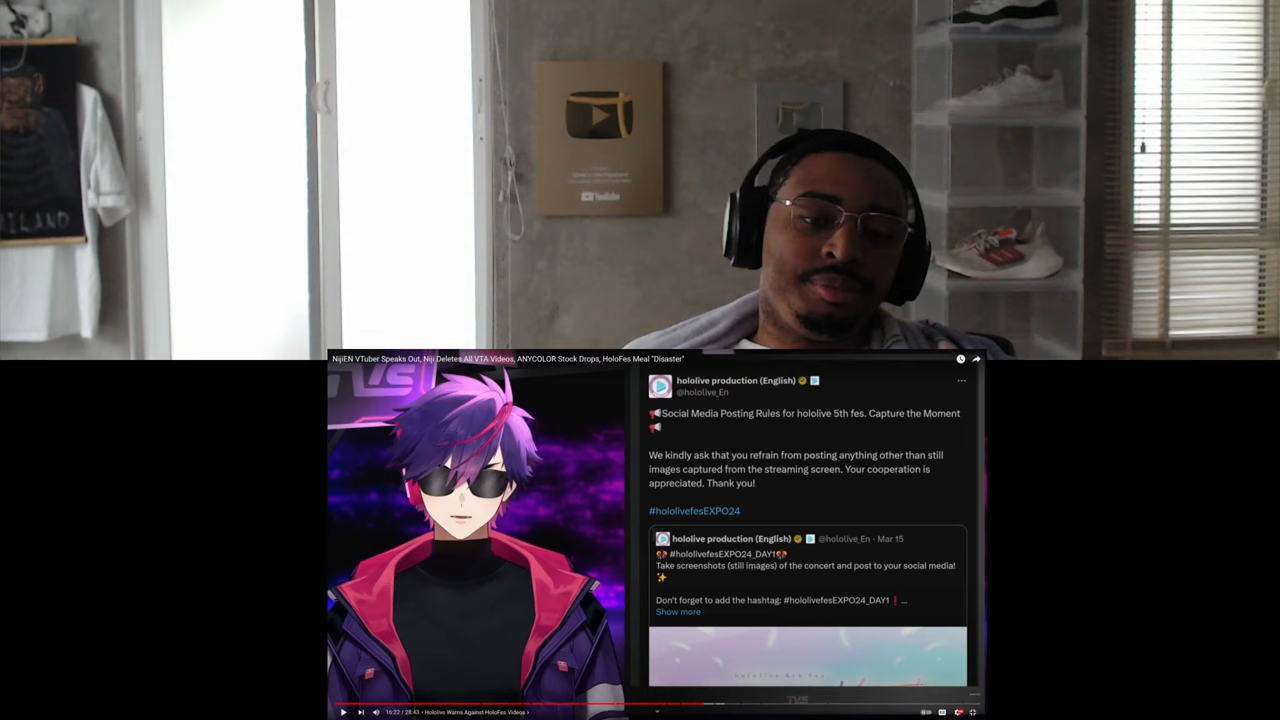 YouTube
NijiEN VTuber Speaks Out, Niji Deletes All VTA Videos, ANYCOLOR Stock Drops, HoloFes Meal "Disaster"
TVS
hololive production (English)
@hololive_En
📢Social Media Posting Rules for hololive 5th fes. Capture the Moment
📢
We kindly ask that you refrain from posting anything other than still
images captured from the streaming screen. Your cooperation is
appreciated. Thank you!
#hololivefesEXPO24
hololive production (English) @hololive_En · Mar 15
🎊 #hololivefesEXPO24_DAY1🎊
Take screenshots (still images) of the concert and post to your social media!
✨
Don't forget to add the hashtag: #hololivefesEXPO24_DAY1❗ ...
Show more
TVS
16:22 / 28:43 • Hololive Warns Against HoloFes Videos ›